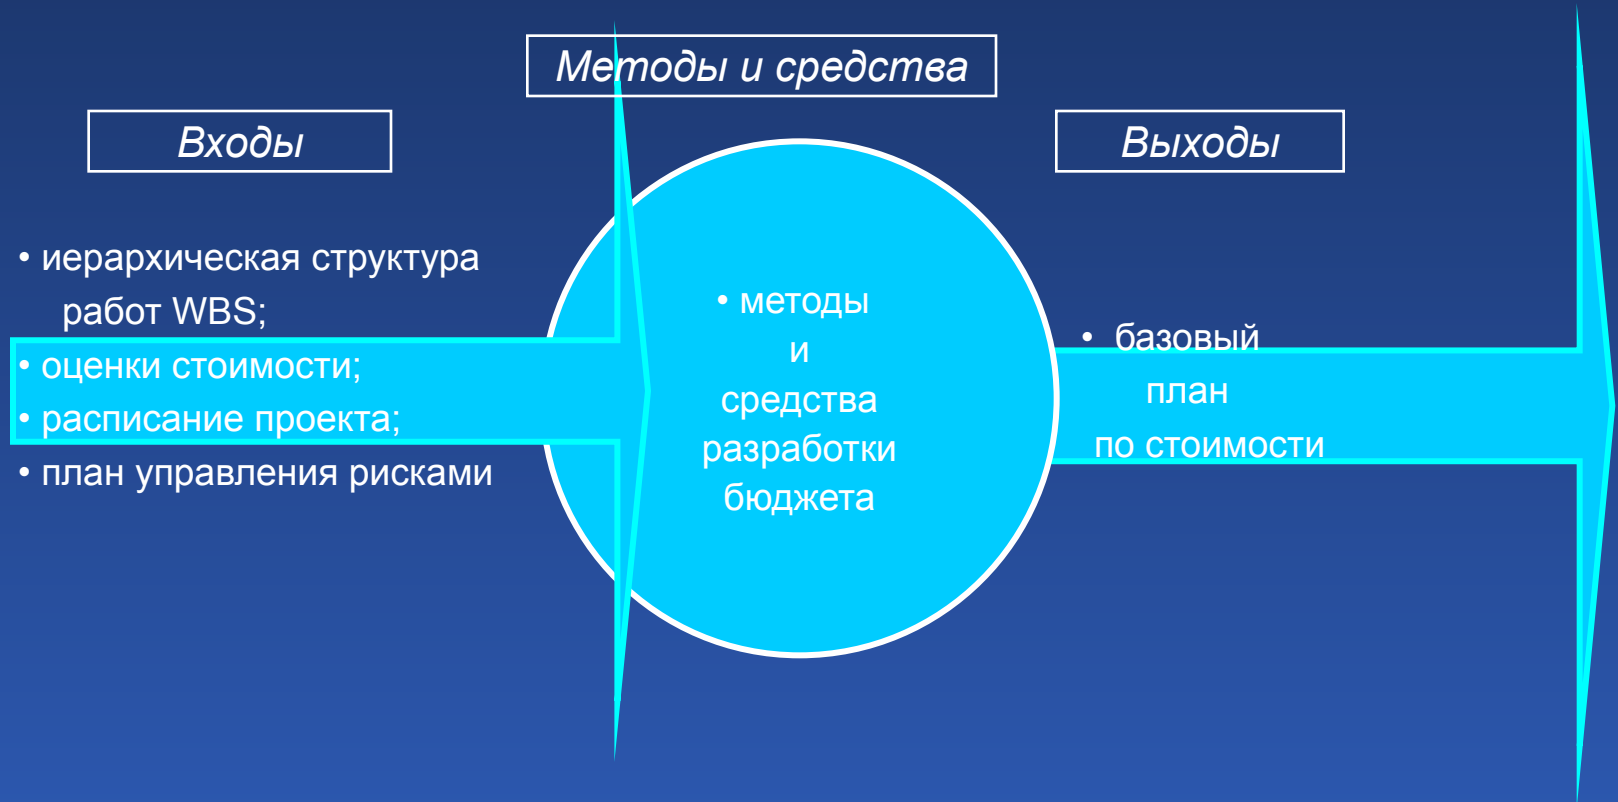 Методы и средства
Входы
Выходы
• иерархическая структура
работ WBS;
• оценки стоимости;
• расписание проекта;
• план управления рисками
• методы
и
средства
разработки
бюджета
• базовый
план
по стоимости